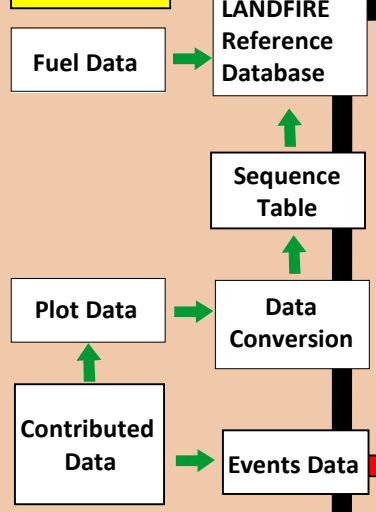 LANDFIRE
Reference
Database
Fuel Data
Sequence
Table
Plot Data
Data
Conversion
Contributed
Data
Events Data